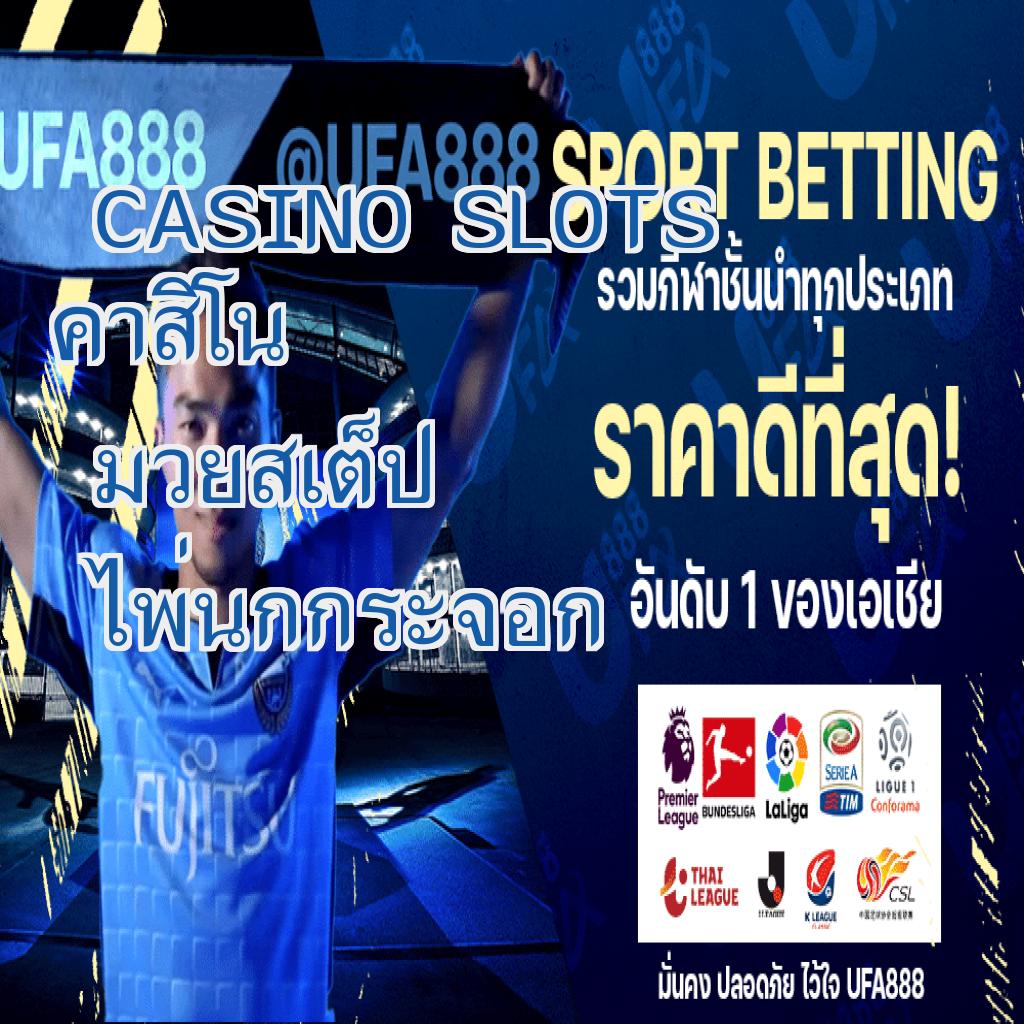 UFA888
@UFA888
SPORT BETTING
CASINO SLOTS
รวมกีฬาชั้นนำทุกประเภท
คาสิโน
ราคาดีที่สุด!
มวยสเต็ป
ไพ่นกกระจอก
อันดับ 1 ของเอเชีย
Premier League
BUNDESLIGA
LaLiga
SERIE A
TIM
LIGUE 1
Conforama
THAI LEAGUE
J.LEAGUE
K LEAGUE
CSL
FUJITSU
มั่นคง ปลอดภัย ไว้ใจ UFA888